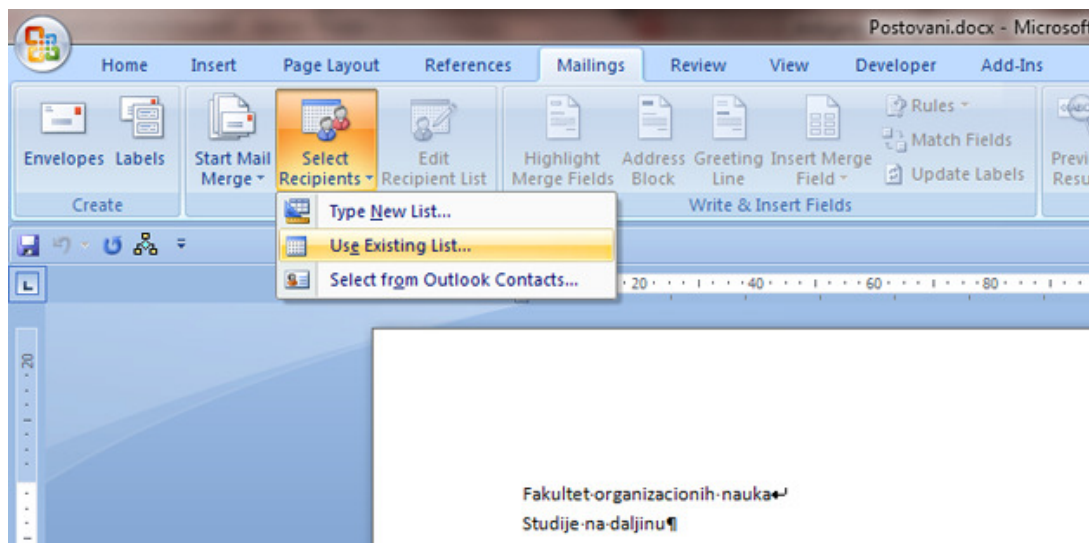 Postovani.docx - Microsoft
Home Insert Page Layout References Mailings Review View Developer Add-Ins
Envelopes Labels Start Mail Merge Select Recipients Edit Recipient List Highlight Merge Fields Address Block Greeting Line Insert Merge Field Rules
Match Fields
Update Labels
Create Write & Insert Fields
Type New List...
Use Existing List...
Select from Outlook Contacts...
20 40 60 80
20
Fakultet organizacionih nauka
Studije na daljinu